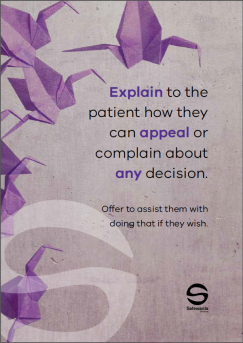 Explain to the
patient how they
can appeal or
complain about
any decision.
Offer to assist them with
doing that if they wish.